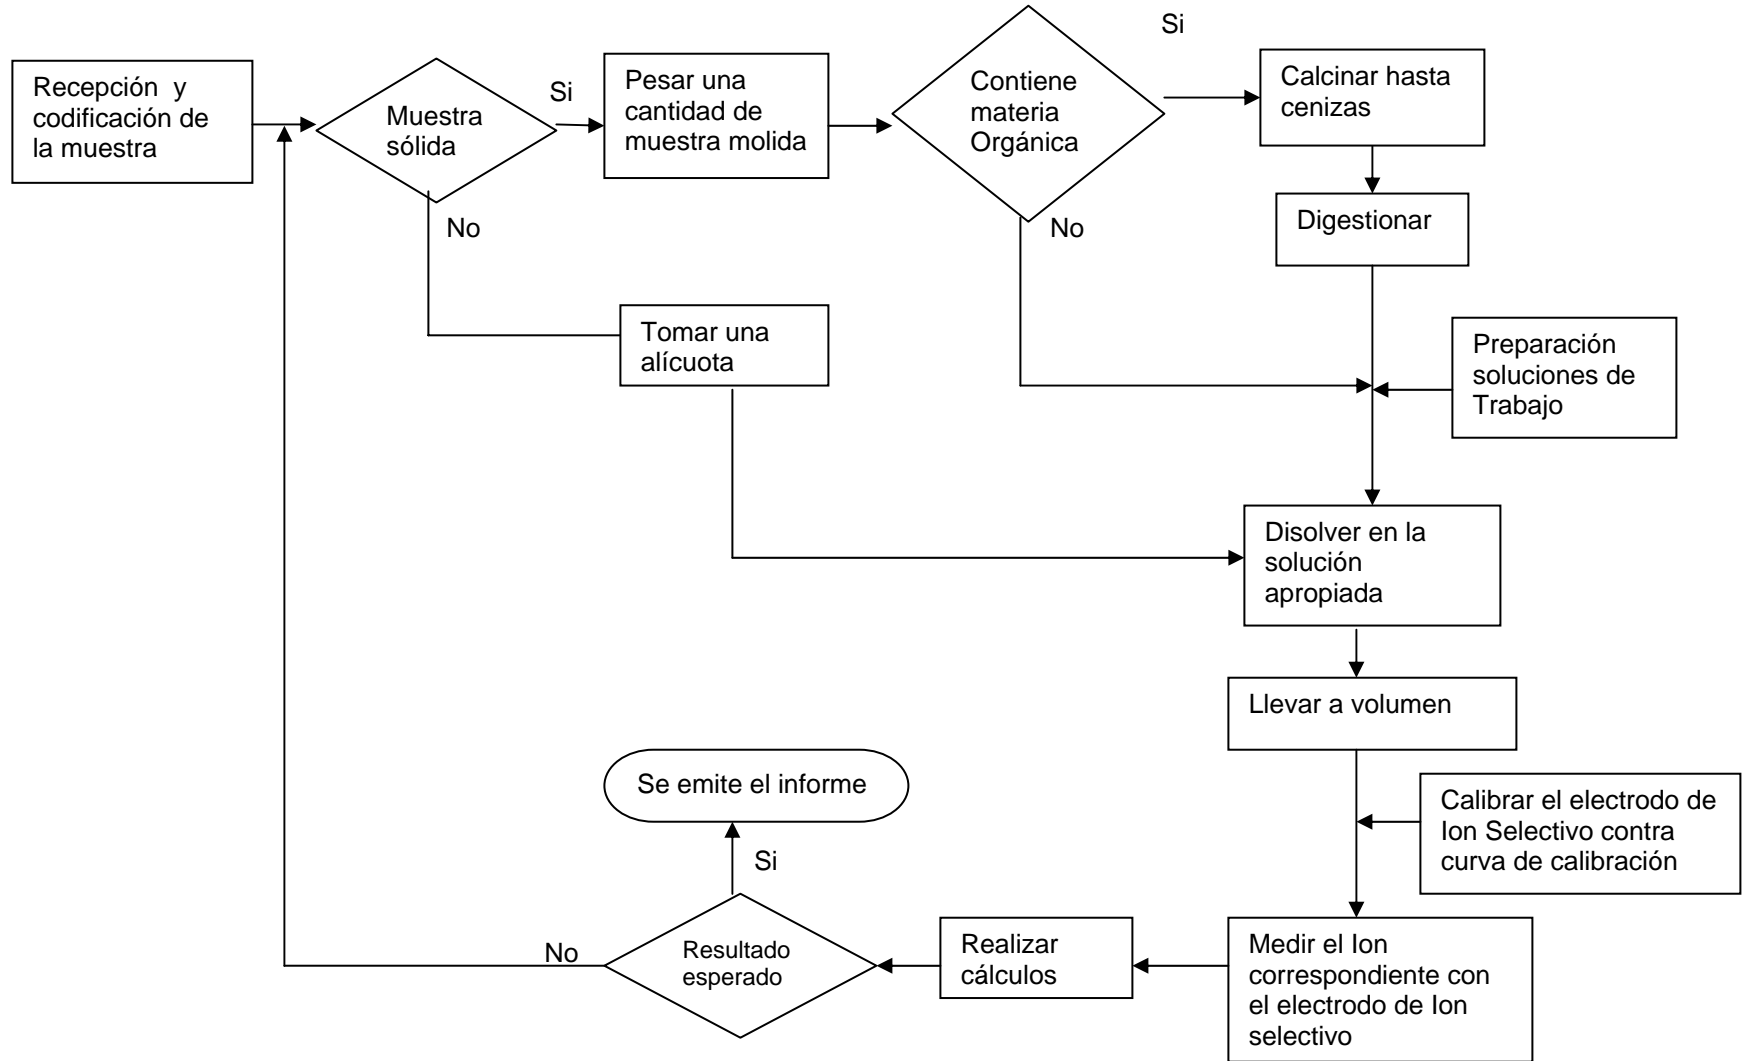 Recepción y
codificación de
la muestra
Muestra
sólida
Si
No
Pesar una
cantidad de
muestra molida
Contiene
materia
Orgánica
Si
No
Calcinar hasta
cenizas
Digestionar
Tomar una
alícuota
Preparación
soluciones de
Trabajo
Disolver en la
solución
apropiada
Llevar a volumen
Calibrar el electrodo de
Ion Selectivo contra
curva de calibración
Medir el Ion
correspondiente con
el electrodo de Ion
selectivo
Realizar
cálculos
Resultado
esperado
No
Si
Se emite el informe